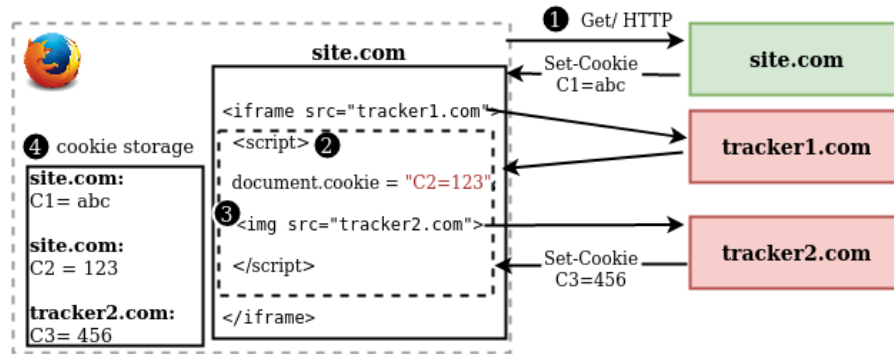 1 Get/ HTTP
site.com
Set-Cookie
C1=abc
site.com
<iframe src="tracker1.com">
<script> 2
document.cookie = "C2=123"
3 <img src="tracker2.com">
</script>
</iframe>
tracker1.com
tracker2.com
Set-Cookie
C3=456
4 cookie storage
site.com:
C1= abc
site.com:
C2 = 123
tracker2.com:
C3= 456